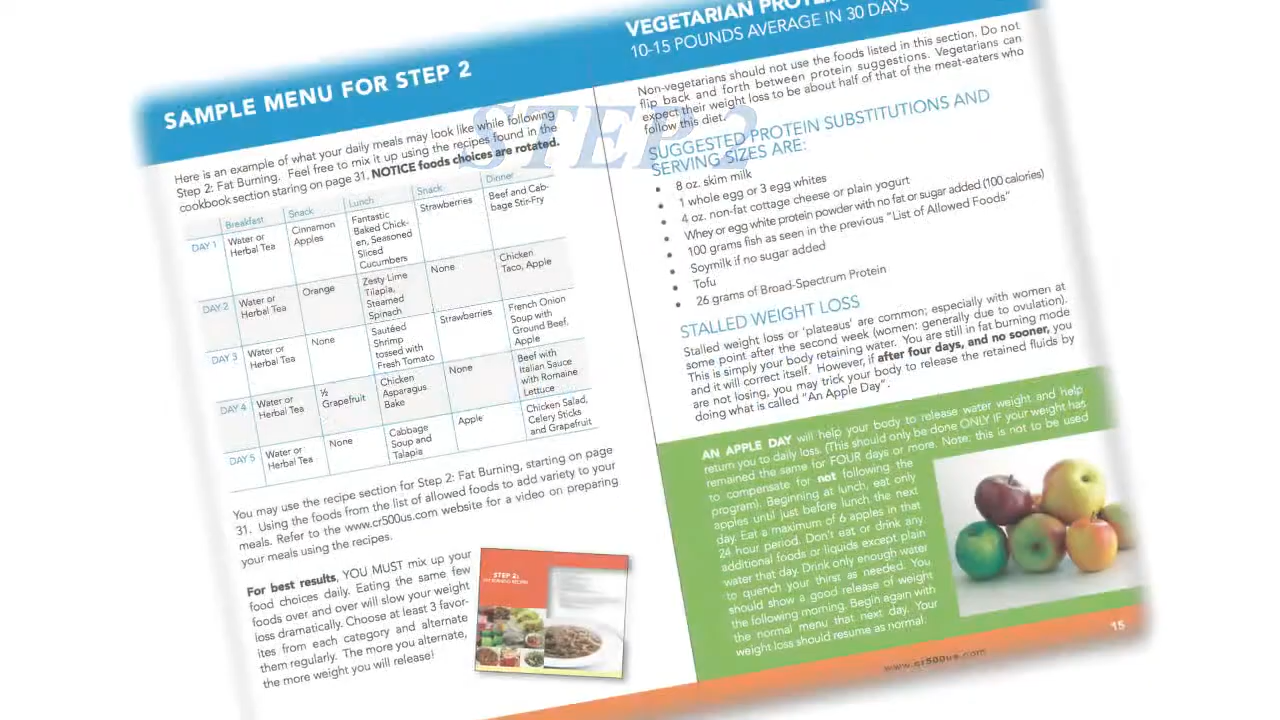 SAMPLE MENU FOR STEP 2
STEP 2
Here is an example of what your daily meals may look like while following
Step 2: Fat Burning. Feel free to mix it up using the recipes found in the
cookbook section staring on page 31. NOTICE foods choices are rotated.
Breakfast Snack Lunch Snack Dinner
DAY 1
Water or
Herbal Tea
Cinnamon
Apples
Fantastic
Baked Chick-
en, Seasoned
Sliced
Cucumbers
Strawberries
Beef and Cab-
bage Stir-Fry
DAY 2
Water or
Herbal Tea
Orange
Zesty Lime
Tilapia,
Steamed
Spinach
None
Chicken
Taco, Apple
DAY 3
Water or
Herbal Tea
None
Sautéed
Shrimp
tossed with
Fresh Tomato
Strawberries
French Onion
Soup with
Ground Beef,
Apple
DAY 4
Water or
Herbal Tea
½
Grapefruit
Chicken
Asparagus
Bake
None
Beef with
Italian Sauce
with Romaine
Lettuce
DAY 5
Water or
Herbal Tea
None
Cabbage
Soup and
Talapia
Apple
Chicken Salad,
Celery Sticks
and Grapefruit
You may use the recipe section for Step 2: Fat Burning, starting on page
31. Using the foods from the list of allowed foods to add variety to your
meals. Refer to the www.cr500us.com website for a video on preparing
your meals using the recipes.
For best results, YOU MUST mix up your
food choices daily. Eating the same few
foods over and over will slow your weight
loss dramatically. Choose at least 3 favor-
ites from each category and alternate
them regularly. The more you alternate,
the more weight you will release!
STEP 2:
FAT BURNING RECIPES
VEGETARIAN
10-15 POUNDS AVERAGE IN 30 DAYS
Non-vegetarians should not use the foods listed in this section. Do not
flip back and forth between protein suggestions. Vegetarians can
expect their weight loss to be about half of that of the meat-eaters who
follow this diet.
SUGGESTED PROTEIN SUBSTITUTIONS AND
SERVING SIZES ARE:
• 8 oz. skim milk
• 1 whole egg or 3 egg whites
• 4 oz. non-fat cottage cheese or plain yogurt
• Whey or egg white protein powder with no fat or sugar added (100 calories)
• 100 grams fish as seen in the previous "List of Allowed Foods"
• Soymilk if no sugar added
• Tofu
• 26 grams of Broad-Spectrum Protein
STALLED WEIGHT LOSS
Stalled weight loss or 'plateaus' are common; especially with women at
some point after the second week (women: generally due to ovulation).
This is simply your body retaining water. You are still in fat burning mode
and it will correct itself. However, if after four days, and no sooner, you
are not losing, you may trick your body to release the retained fluids by
doing what is called "An Apple Day".
AN APPLE DAY will help your body to release water weight and help
return you to daily loss. (This should only be done ONLY IF your weight has
remained the same for FOUR days or more. Note: this is not to be used
to compensate for not following the
program). Beginning at lunch, eat only
apples until just before lunch the next
day. Eat a maximum of 6 apples in that
24 hour period. Don't eat or drink any
additional foods or liquids except plain
water that day. Drink only enough water
to quench your thirst as needed. You
should show a good release of weight
the following morning. Begin again with
the normal menu that next day. Your
weight loss should resume as normal.
www.cr500us.com
15